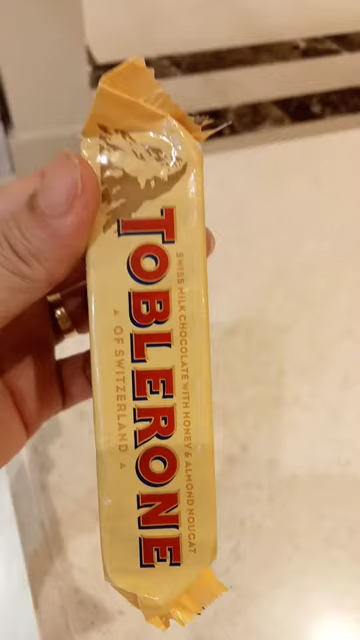 SWISS MILK CHOCOLATE WITH HONEY & ALMOND NOUGAT
TOBLERONE
OF SWITZERLAND